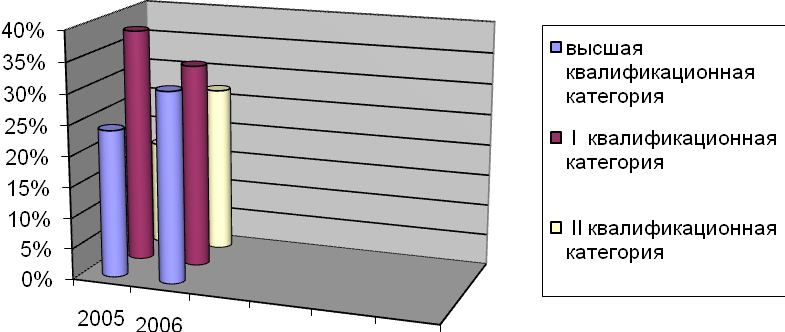 40%
35%
30%
25%
20%
15%
10%
5%
0%
2005 2006
высшая
квалификационная
категория
I квалификационная
категория
II квалификационная
категория